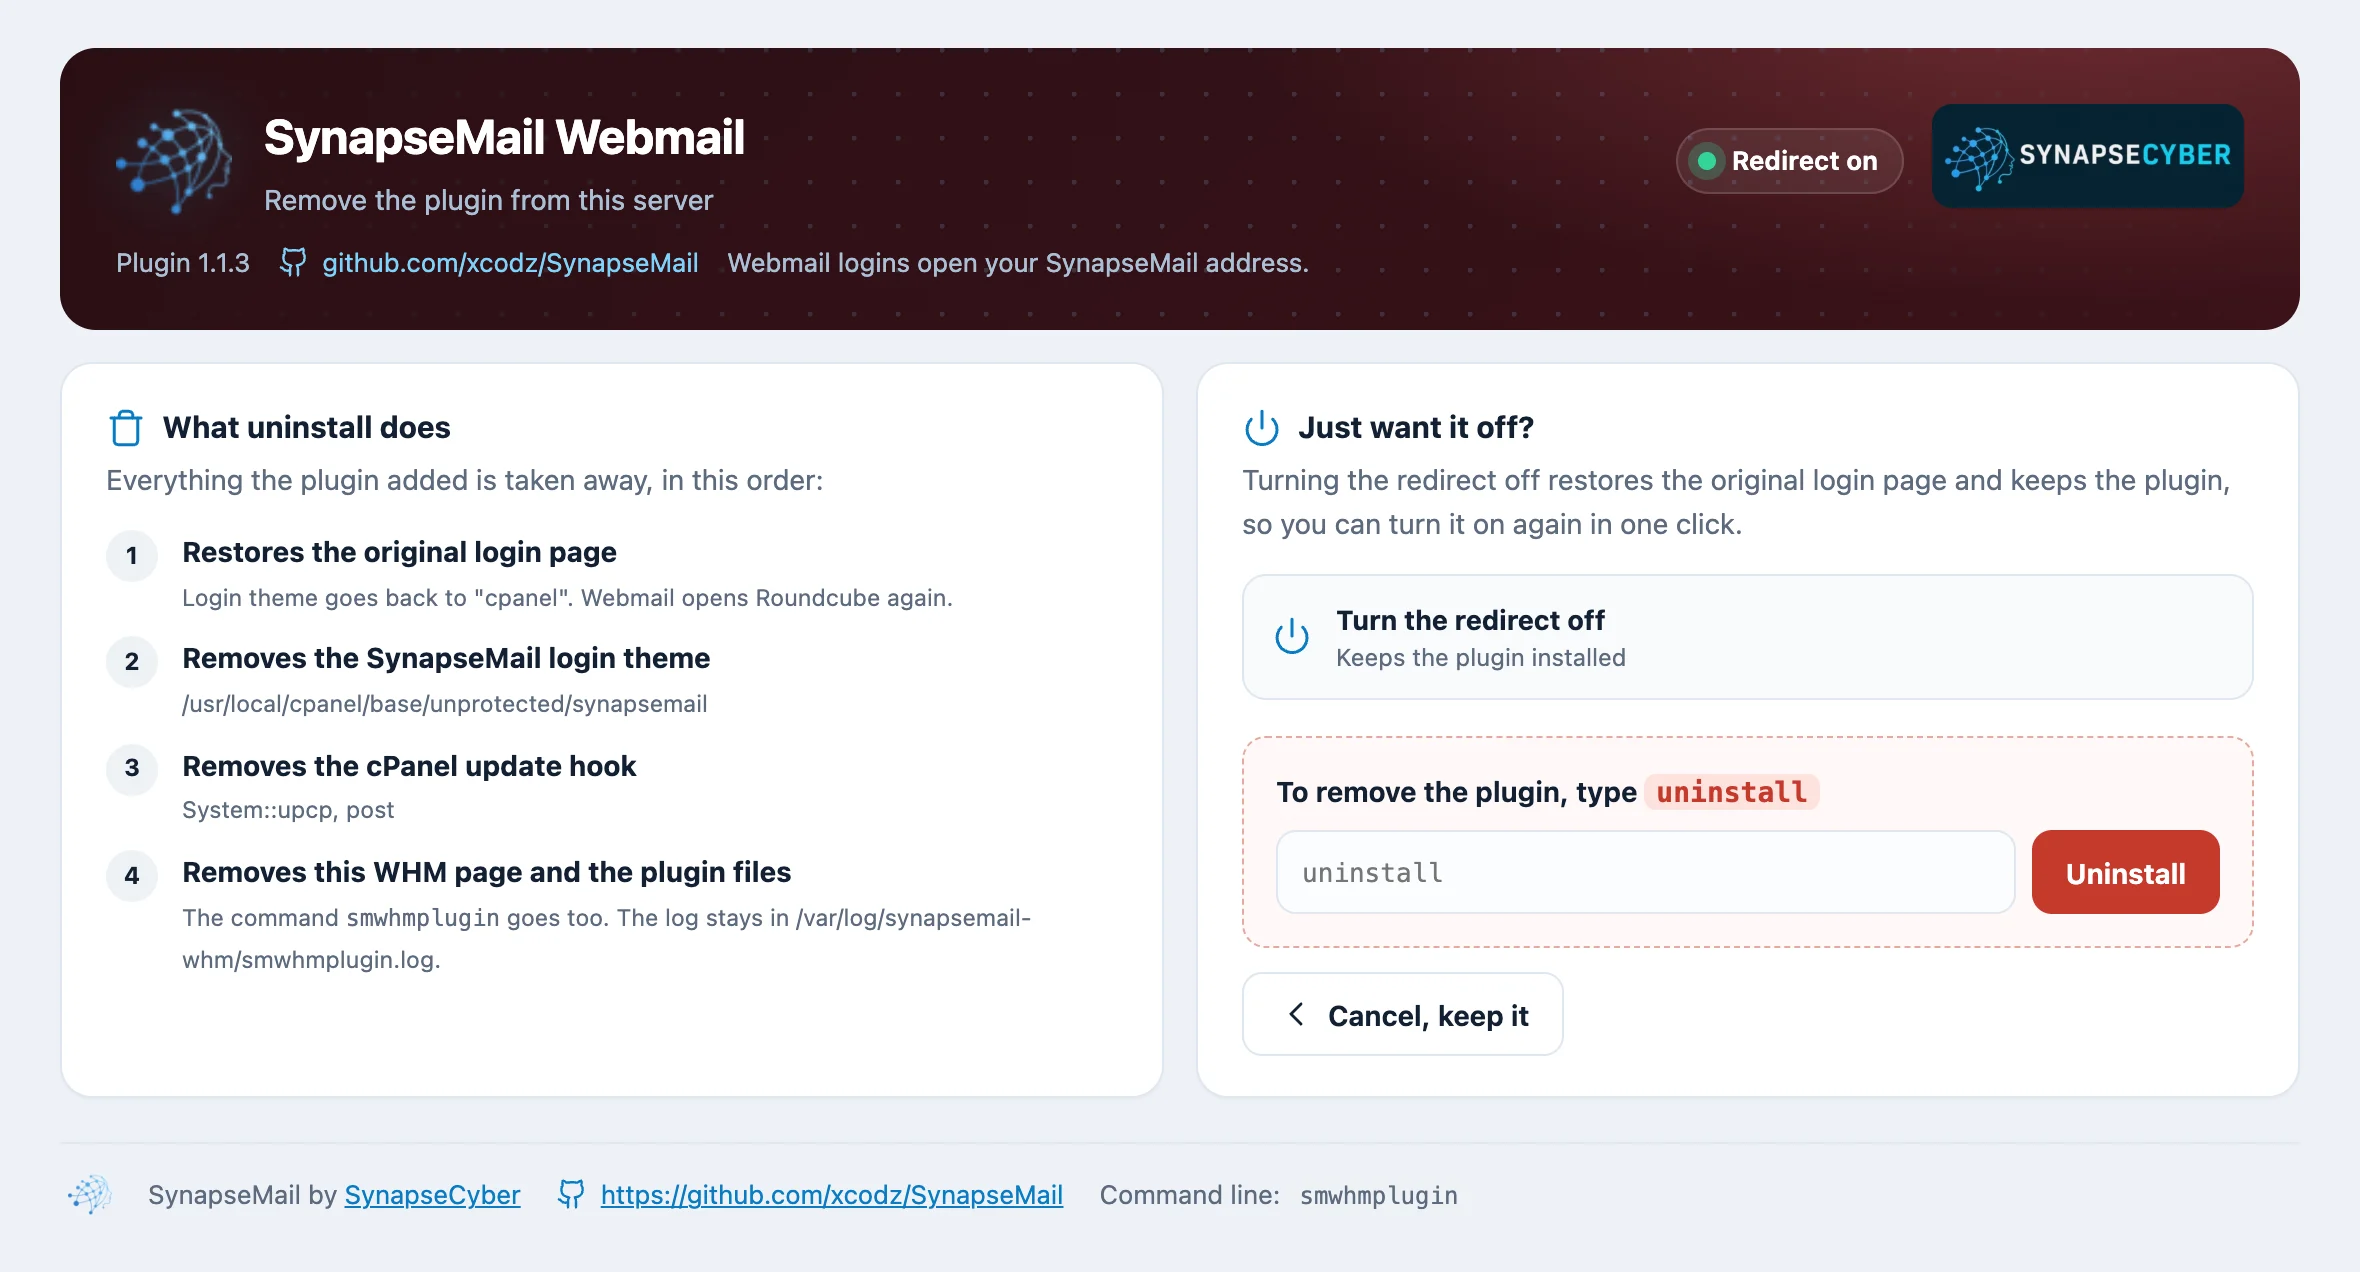 SynapseMail Webmail
Remove the plugin from this server
Redirect on
SYNAPSECYBER
Plugin 1.1.3 github.com/xcodz/SynapseMail Webmail logins open your SynapseMail address.
What uninstall does
Everything the plugin added is taken away, in this order:
1 Restores the original login page
Login theme goes back to "cpanel". Webmail opens Roundcube again.
2 Removes the SynapseMail login theme
/usr/local/cpanel/base/unprotected/synapsemail
3 Removes the cPanel update hook
System::upcp, post
4 Removes this WHM page and the plugin files
The command smwhmplugin goes too. The log stays in /var/log/synapsemail-
whm/smwhmplugin.log.
Just want it off?
Turning the redirect off restores the original login page and keeps the plugin,
so you can turn it on again in one click.
Turn the redirect off
Keeps the plugin installed
To remove the plugin, type uninstall
uninstall Uninstall
Cancel, keep it
SynapseMail by SynapseCyber https://github.com/xcodz/SynapseMail Command line: smwhmplugin